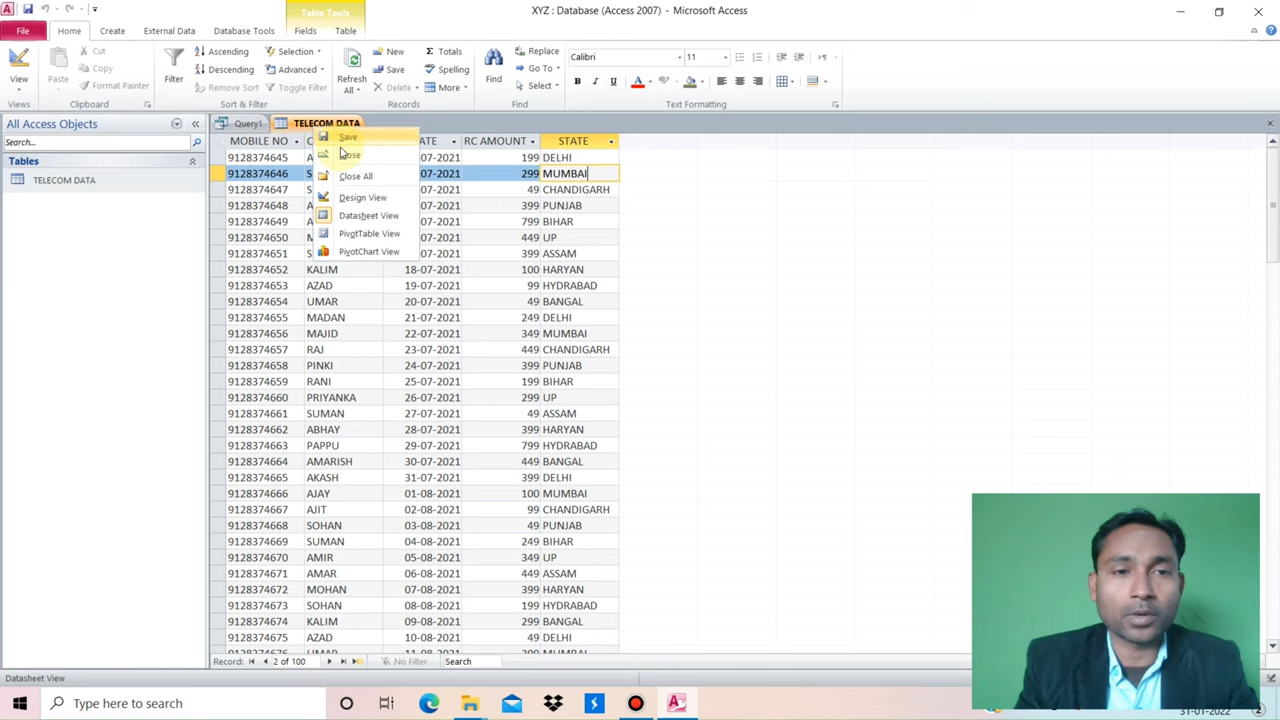 Table Tools
XYZ : Database (Access 2007) - Microsoft Access
File Home Create External Data Database Tools Fields Table
View Paste Cut Copy Format Painter Filter Ascending Descending Remove Sort Selection Advanced Toggle Filter Refresh All New Save Delete Totals Spelling More Find Replace Go To Select Calibri 11 B I U A
Views Clipboard Sort & Filter Records Find Text Formatting
All Access Objects
Search...
Tables
TELECOM DATA
Query1 TELECOM DATA
Save
Close All
Design View
Datasheet View
PivotTable View
PivotChart View
MOBILE NO RC AMOUNT STATE
9128374645 07-2021 199 DELHI
9128374646 07-2021 299 MUMBAI
9128374647 07-2021 49 CHANDIGARH
9128374648 07-2021 399 PUNJAB
9128374649 07-2021 799 BIHAR
9128374650 07-2021 449 UP
9128374651 07-2021 399 ASSAM
9128374652 KALIM 18-07-2021 100 HARYAN
9128374653 AZAD 19-07-2021 99 HYDRABAD
9128374654 UMAR 20-07-2021 49 BANGAL
9128374655 MADAN 21-07-2021 249 DELHI
9128374656 MAJID 22-07-2021 349 MUMBAI
9128374657 RAJ 23-07-2021 449 CHANDIGARH
9128374658 PINKI 24-07-2021 399 PUNJAB
9128374659 RANI 25-07-2021 199 BIHAR
9128374660 PRIYANKA 26-07-2021 299 UP
9128374661 SUMAN 27-07-2021 49 ASSAM
9128374662 ABHAY 28-07-2021 399 HARYAN
9128374663 PAPPU 29-07-2021 799 HYDRABAD
9128374664 AMARISH 30-07-2021 449 BANGAL
9128374665 AKASH 31-07-2021 399 DELHI
9128374666 AJAY 01-08-2021 100 MUMBAI
9128374667 AJIT 02-08-2021 99 CHANDIGARH
9128374668 SOHAN 03-08-2021 49 PUNJAB
9128374669 SUMAN 04-08-2021 249 BIHAR
9128374670 AMIR 05-08-2021 349 UP
9128374671 AMAR 06-08-2021 449 ASSAM
9128374672 MOHAN 07-08-2021 399 HARYAN
9128374673 SOHAN 08-08-2021 199 HYDRABAD
9128374674 KALIM 09-08-2021 299 BANGAL
9128374675 AZAD 10-08-2021 49 DELHI
Record: 2 of 100 No Filter Search
Datasheet View
Type here to search
31-01-2022
2